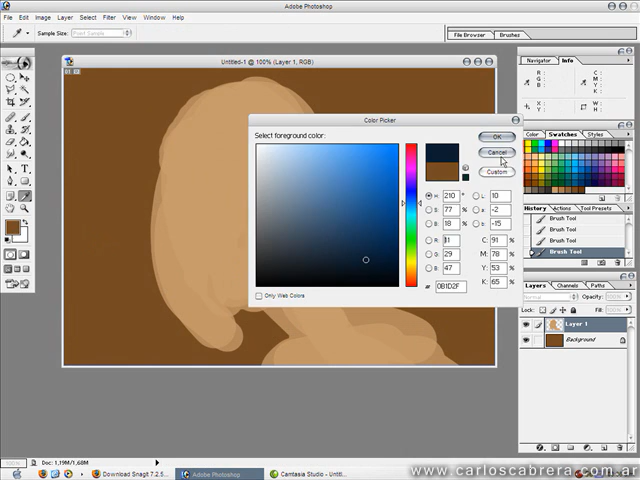 Adobe Photoshop
File Edit Image Layer Select Filter View Window Help
Sample Size: Point Sample
File Browser Brushes
Untitled-1 @ 100% (Layer 1, RGB)
Navigator Info
R :
G :
B :
C :
M :
Y :
K :
X :
Y :
W :
H :
Color Picker
Select foreground color:
OK
Cancel
Custom
H: 210 °
S: 77 %
B: 18 %
R:
G: 29
B: 47
L: 10
a: -2
b: -15
C: 91 %
M: 78 %
Y: 53 %
K: 65 %
# 0B1D2F
Only Web Colors
Color Swatches Styles
History Actions Tool Presets
Brush Tool
Brush Tool
Brush Tool
Brush Tool
Layers Channels Paths
Normal Opacity:
Lock: Fill:
Layer 1
Background
100% Doc: 1,19M/1,68M
Download Snagit 7.2.5... Adobe Photoshop Camtasia Studio - Untitl...
www.carloscabrera.com.ar